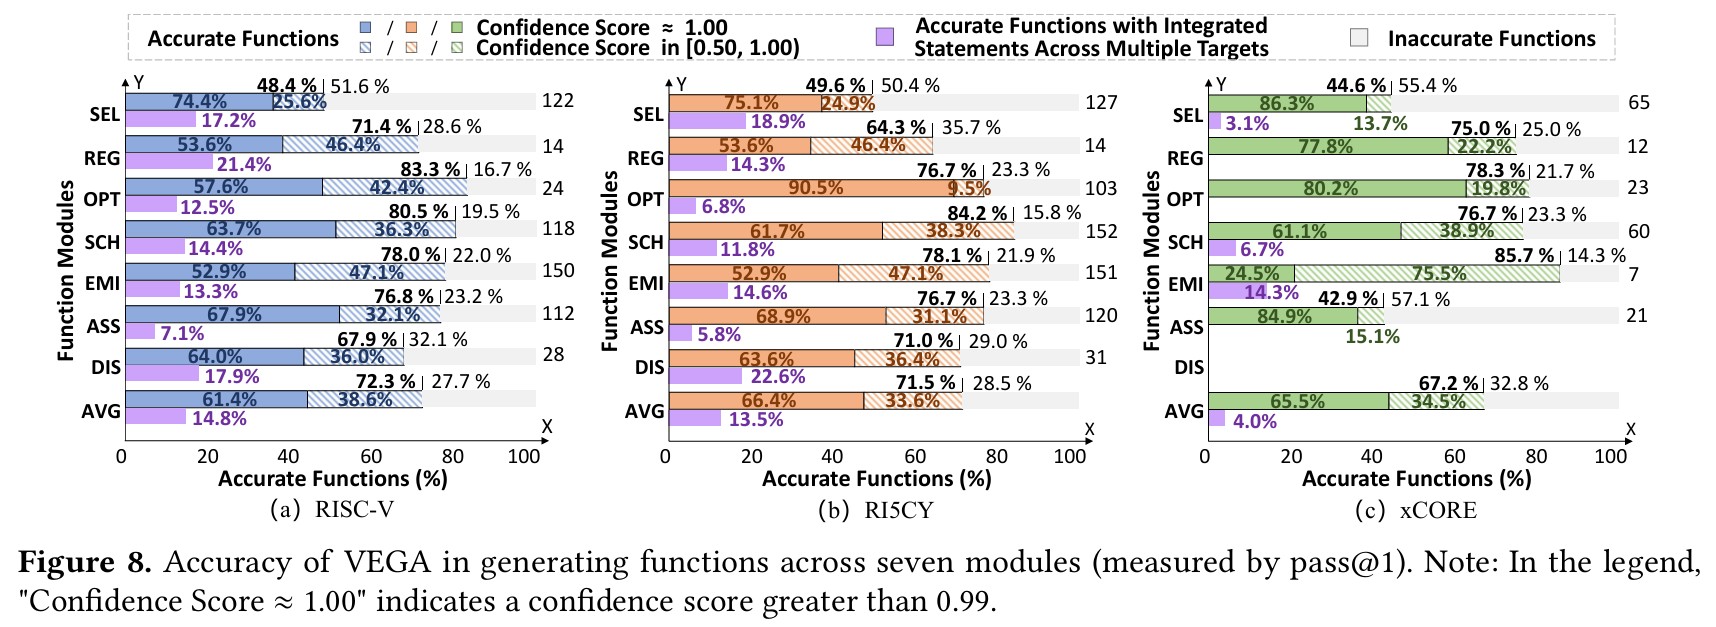 Accurate Functions
/ / Confidence Score ≈ 1.00
/ / Confidence Score in [0.50, 1.00)
Accurate Functions with Integrated
Statements Across Multiple Targets
Inaccurate Functions
Y
Function Modules
48.4 % 51.6 %
SEL 74.4% 25.6% 122
17.2%
71.4 % 28.6 %
REG 53.6% 46.4% 14
21.4%
83.3 % 16.7 %
OPT 57.6% 42.4% 24
12.5%
80.5 % 19.5 %
SCH 63.7% 36.3% 118
14.4%
78.0 % 22.0 %
EMI 52.9% 47.1% 150
13.3%
76.8 % 23.2 %
ASS 67.9% 32.1% 112
7.1%
67.9 % 32.1 %
DIS 64.0% 36.0% 28
17.9%
72.3 % 27.7 %
AVG 61.4% 38.6%
14.8%
X
0 20 40 60 80 100
Accurate Functions (%)
(a) RISC-V
Y
Function Modules
49.6 % 50.4 %
SEL 75.1% 24.9% 127
18.9%
64.3 % 35.7 %
REG 53.6% 46.4% 14
14.3%
76.7 % 23.3 %
OPT 90.5% 9.5% 103
6.8%
84.2 % 15.8 %
SCH 61.7% 38.3% 152
11.8%
78.1 % 21.9 %
EMI 52.9% 47.1% 151
14.6%
76.7 % 23.3 %
ASS 68.9% 31.1% 120
5.8%
71.0 % 29.0 %
DIS 63.6% 36.4% 31
22.6%
71.5 % 28.5 %
AVG 66.4% 33.6%
13.5%
X
0 20 40 60 80 100
Accurate Functions (%)
(b) RI5CY
Y
Function Modules
44.6 % 55.4 %
SEL 86.3% 65
3.1% 13.7%
75.0 % 25.0 %
REG 77.8% 22.2% 12
78.3 % 21.7 %
OPT 80.2% 19.8% 23
76.7 % 23.3 %
SCH 61.1% 38.9% 60
6.7%
85.7 % 14.3 %
EMI 24.5% 75.5% 7
14.3%
42.9 % 57.1 %
ASS 84.9% 21
15.1%
DIS
67.2 % 32.8 %
AVG 65.5% 34.5%
4.0%
X
0 20 40 60 80 100
Accurate Functions (%)
(c) xCORE
Figure 8. Accuracy of VEGA in generating functions across seven modules (measured by pass@1). Note: In the legend,
"Confidence Score ≈ 1.00" indicates a confidence score greater than 0.99.